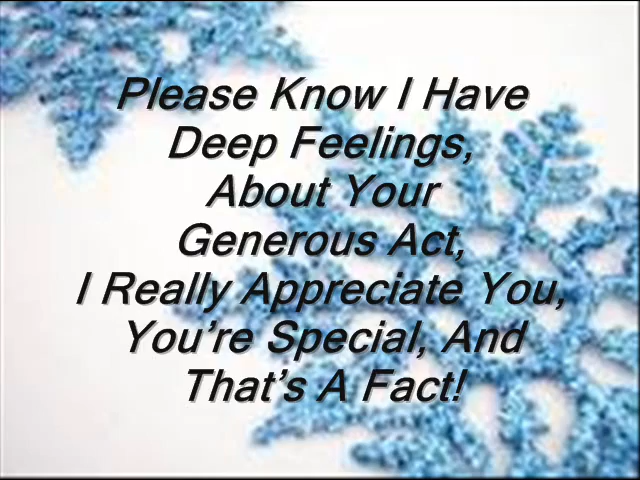 Please Know I Have
Deep Feelings,
About Your
Generous Act,
I Really Appreciate You,
You’re Special, And
That’s A Fact!